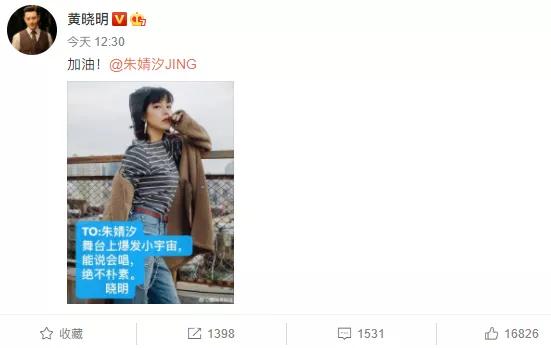 黄晓明
今天 12:30
加油！@朱婧汐JING
TO:朱婧汐
舞台上爆发小宇宙，
能说会唱，
绝不朴素。
晓明
收藏
1398
1531
16826